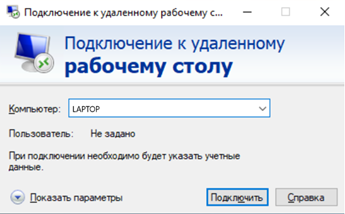 Подключение к удаленному рабочему с...
Подключение к удаленному
рабочему столу
Компьютер: LAPTOP
Пользователь: Не задано
При подключении необходимо будет указать учетные
данные.
Показать параметры Подключить Справка